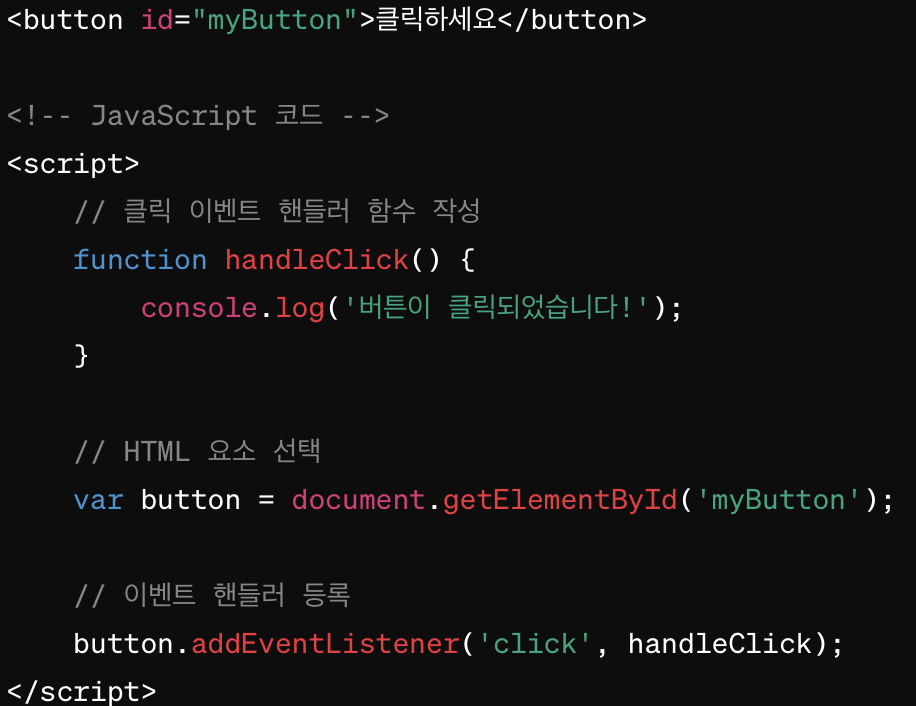 <button id="myButton">클릭하세요</button>
<!-- JavaScript 코드 -->
<script>
    // 클릭 이벤트 핸들러 함수 작성
    function handleClick() {
        console.log('버튼이 클릭되었습니다!');
    }
    // HTML 요소 선택
    var button = document.getElementById('myButton');
    // 이벤트 핸들러 등록
    button.addEventListener('click', handleClick);
</script>